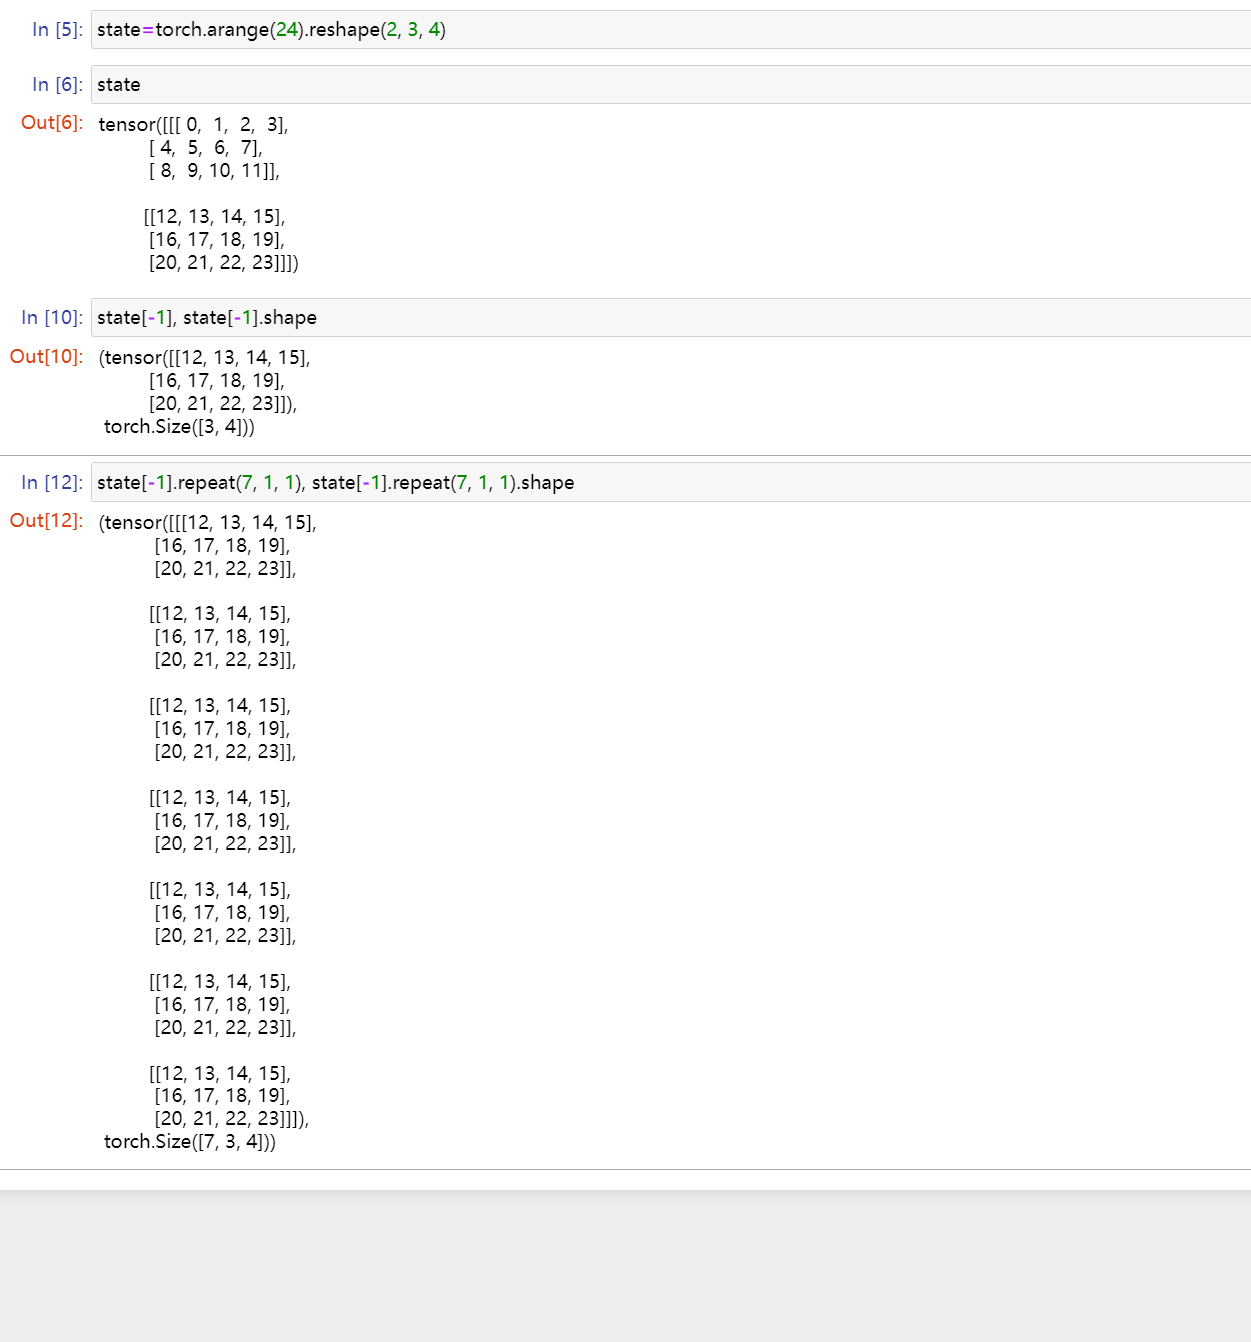 In [5]: state=torch.arange(24).reshape(2, 3, 4)
In [6]: state
Out[6]: tensor([[[ 0,  1,  2,  3],
[ 4,  5,  6,  7],
[ 8,  9, 10, 11]],
[[12, 13, 14, 15],
[16, 17, 18, 19],
[20, 21, 22, 23]]])
In [10]: state[-1], state[-1].shape
Out[10]: (tensor([[12, 13, 14, 15],
[16, 17, 18, 19],
[20, 21, 22, 23]]),
torch.Size([3, 4]))
In [12]: state[-1].repeat(7, 1, 1), state[-1].repeat(7, 1, 1).shape
Out[12]: (tensor([[[12, 13, 14, 15],
[16, 17, 18, 19],
[20, 21, 22, 23]],
[[12, 13, 14, 15],
[16, 17, 18, 19],
[20, 21, 22, 23]],
[[12, 13, 14, 15],
[16, 17, 18, 19],
[20, 21, 22, 23]],
[[12, 13, 14, 15],
[16, 17, 18, 19],
[20, 21, 22, 23]],
[[12, 13, 14, 15],
[16, 17, 18, 19],
[20, 21, 22, 23]],
[[12, 13, 14, 15],
[16, 17, 18, 19],
[20, 21, 22, 23]],
[[12, 13, 14, 15],
[16, 17, 18, 19],
[20, 21, 22, 23]]]),
torch.Size([7, 3, 4]))